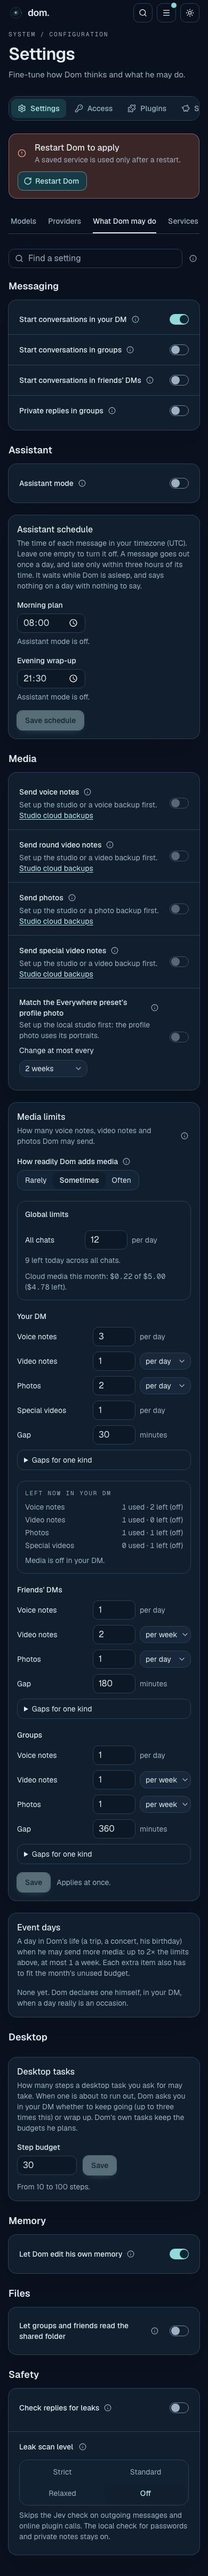 dom.
SYSTEM / CONFIGURATION
Settings
Fine-tune how Dom thinks and what he may do.
Settings
Access
Plugins
S
Restart Dom to apply
A saved service is used only after a restart.
Restart Dom
Models
Providers
What Dom may do
Services
Find a setting
Messaging
Start conversations in your DM
Start conversations in groups
Start conversations in friends' DMs
Private replies in groups
Assistant
Assistant mode
Assistant schedule
The time of each message in your timezone (UTC).
Leave one empty to turn it off. A message goes out
once a day, and late only within three hours of its
time. It waits while Dom is asleep, and says
nothing on a day with nothing to say.
Morning plan
08:00
Assistant mode is off.
Evening wrap-up
21:30
Assistant mode is off.
Save schedule
Media
Send voice notes
Set up the studio or a voice backup first.
Studio cloud backups
Send round video notes
Set up the studio or a video backup first.
Studio cloud backups
Send photos
Set up the studio or a photo backup first.
Studio cloud backups
Send special video notes
Set up the studio or a video backup first.
Studio cloud backups
Match the Everywhere preset's
profile photo
Set up the local studio first: the profile
photo uses its portraits.
Change at most every
2 weeks
Media limits
How many voice notes, video notes and
photos Dom may send.
How readily Dom adds media
Rarely
Sometimes
Often
Global limits
All chats
12
per day
9 left today across all chats.
Cloud media this month: $0.22 of $5.00
($4.78 left).
Your DM
Voice notes
3
per day
Video notes
1
per day
Photos
2
per day
Special videos
1
per day
Gap
30
minutes
Gaps for one kind
LEFT NOW IN YOUR DM
Voice notes
1 used · 2 left (off)
Video notes
1 used · 0 left (off)
Photos
1 used · 1 left (off)
Special videos
0 used · 1 left (off)
Media is off in your DM.
Friends' DMs
Voice notes
1
per day
Video notes
2
per week
Photos
1
per day
Gap
180
minutes
Gaps for one kind
Groups
Voice notes
1
per day
Video notes
1
per week
Photos
1
per week
Gap
360
minutes
Gaps for one kind
Save
Applies at once.
Event days
A day in Dom's life (a trip, a concert, his birthday)
when he may send more media: up to 2× the limits
above, at most 1 a week. Each extra item also has
to fit the month's unused budget.
None yet. Dom declares one himself, in your DM,
when a day really is an occasion.
Desktop
Desktop tasks
How many steps a desktop task you ask for may
take. When one is about to run out, Dom asks you
in your DM whether to keep going (up to three
times this) or wrap up. Dom's own tasks keep the
budgets he plans.
Step budget
30
Save
From 10 to 100 steps.
Memory
Let Dom edit his own memory
Files
Let groups and friends read the
shared folder
Safety
Check replies for leaks
Leak scan level
Strict
Standard
Relaxed
Off
Skips the Jev check on outgoing messages and
online plugin calls. The local check for passwords
and private notes stays on.